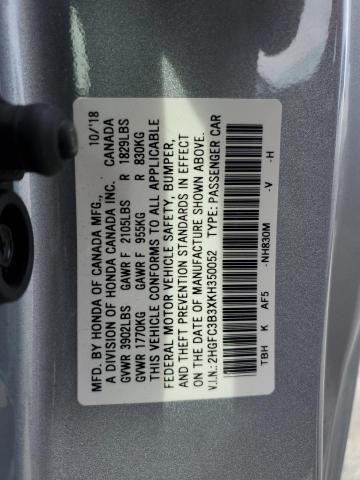 MFD. BY HONDA OF CANADA MFG., 10/'18
A DIVISION OF HONDA CANADA INC. CANADA
GVWR 3902LBS GAWR F 2105LBS R 1829LBS
GVWR 1770KG GAWR F 955KG R 830KG
THIS VEHICLE CONFORMS TO ALL APPLICABLE
FEDERAL MOTOR VEHICLE SAFETY, BUMPER,
AND THEFT PREVENTION STANDARDS IN EFFECT
ON THE DATE OF MANUFACTURE SHOWN ABOVE.
V.I.N.: 2HGFC3B3XKH350052 TYPE: PASSENGER CAR
TBH K AF5 -NH830M -V -H